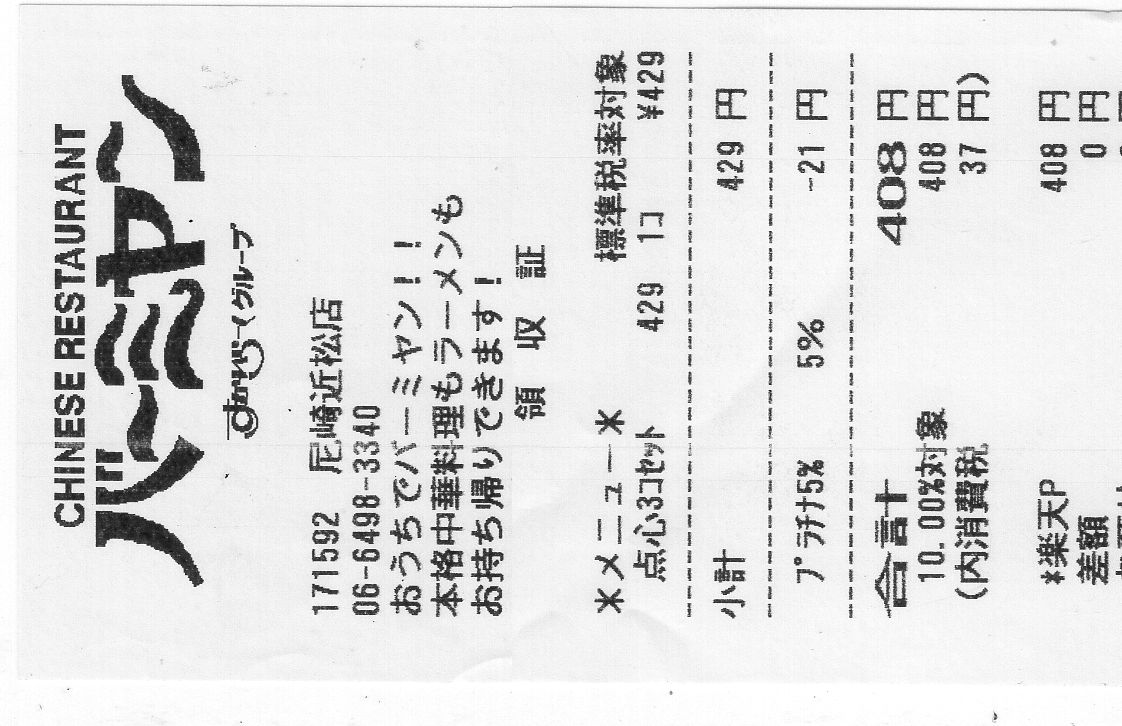 CHINESE RESTAURANT
バーミヤン
すかいらーくグループ
171592 尼崎近松店
06-6498-3340
おうちでバーミヤン！！
本格中華料理もラーメンも
お持ち帰りできます！
領 収 証
*メニュー* 標準税率対象
点心3コセット 429 1コ ¥429
小計 429 円
プラチナ5% 5% -21 円
合計 408 円
10.00%対象 408 円
(内消費税 37 円)
*楽天P 408 円
差額 0 円